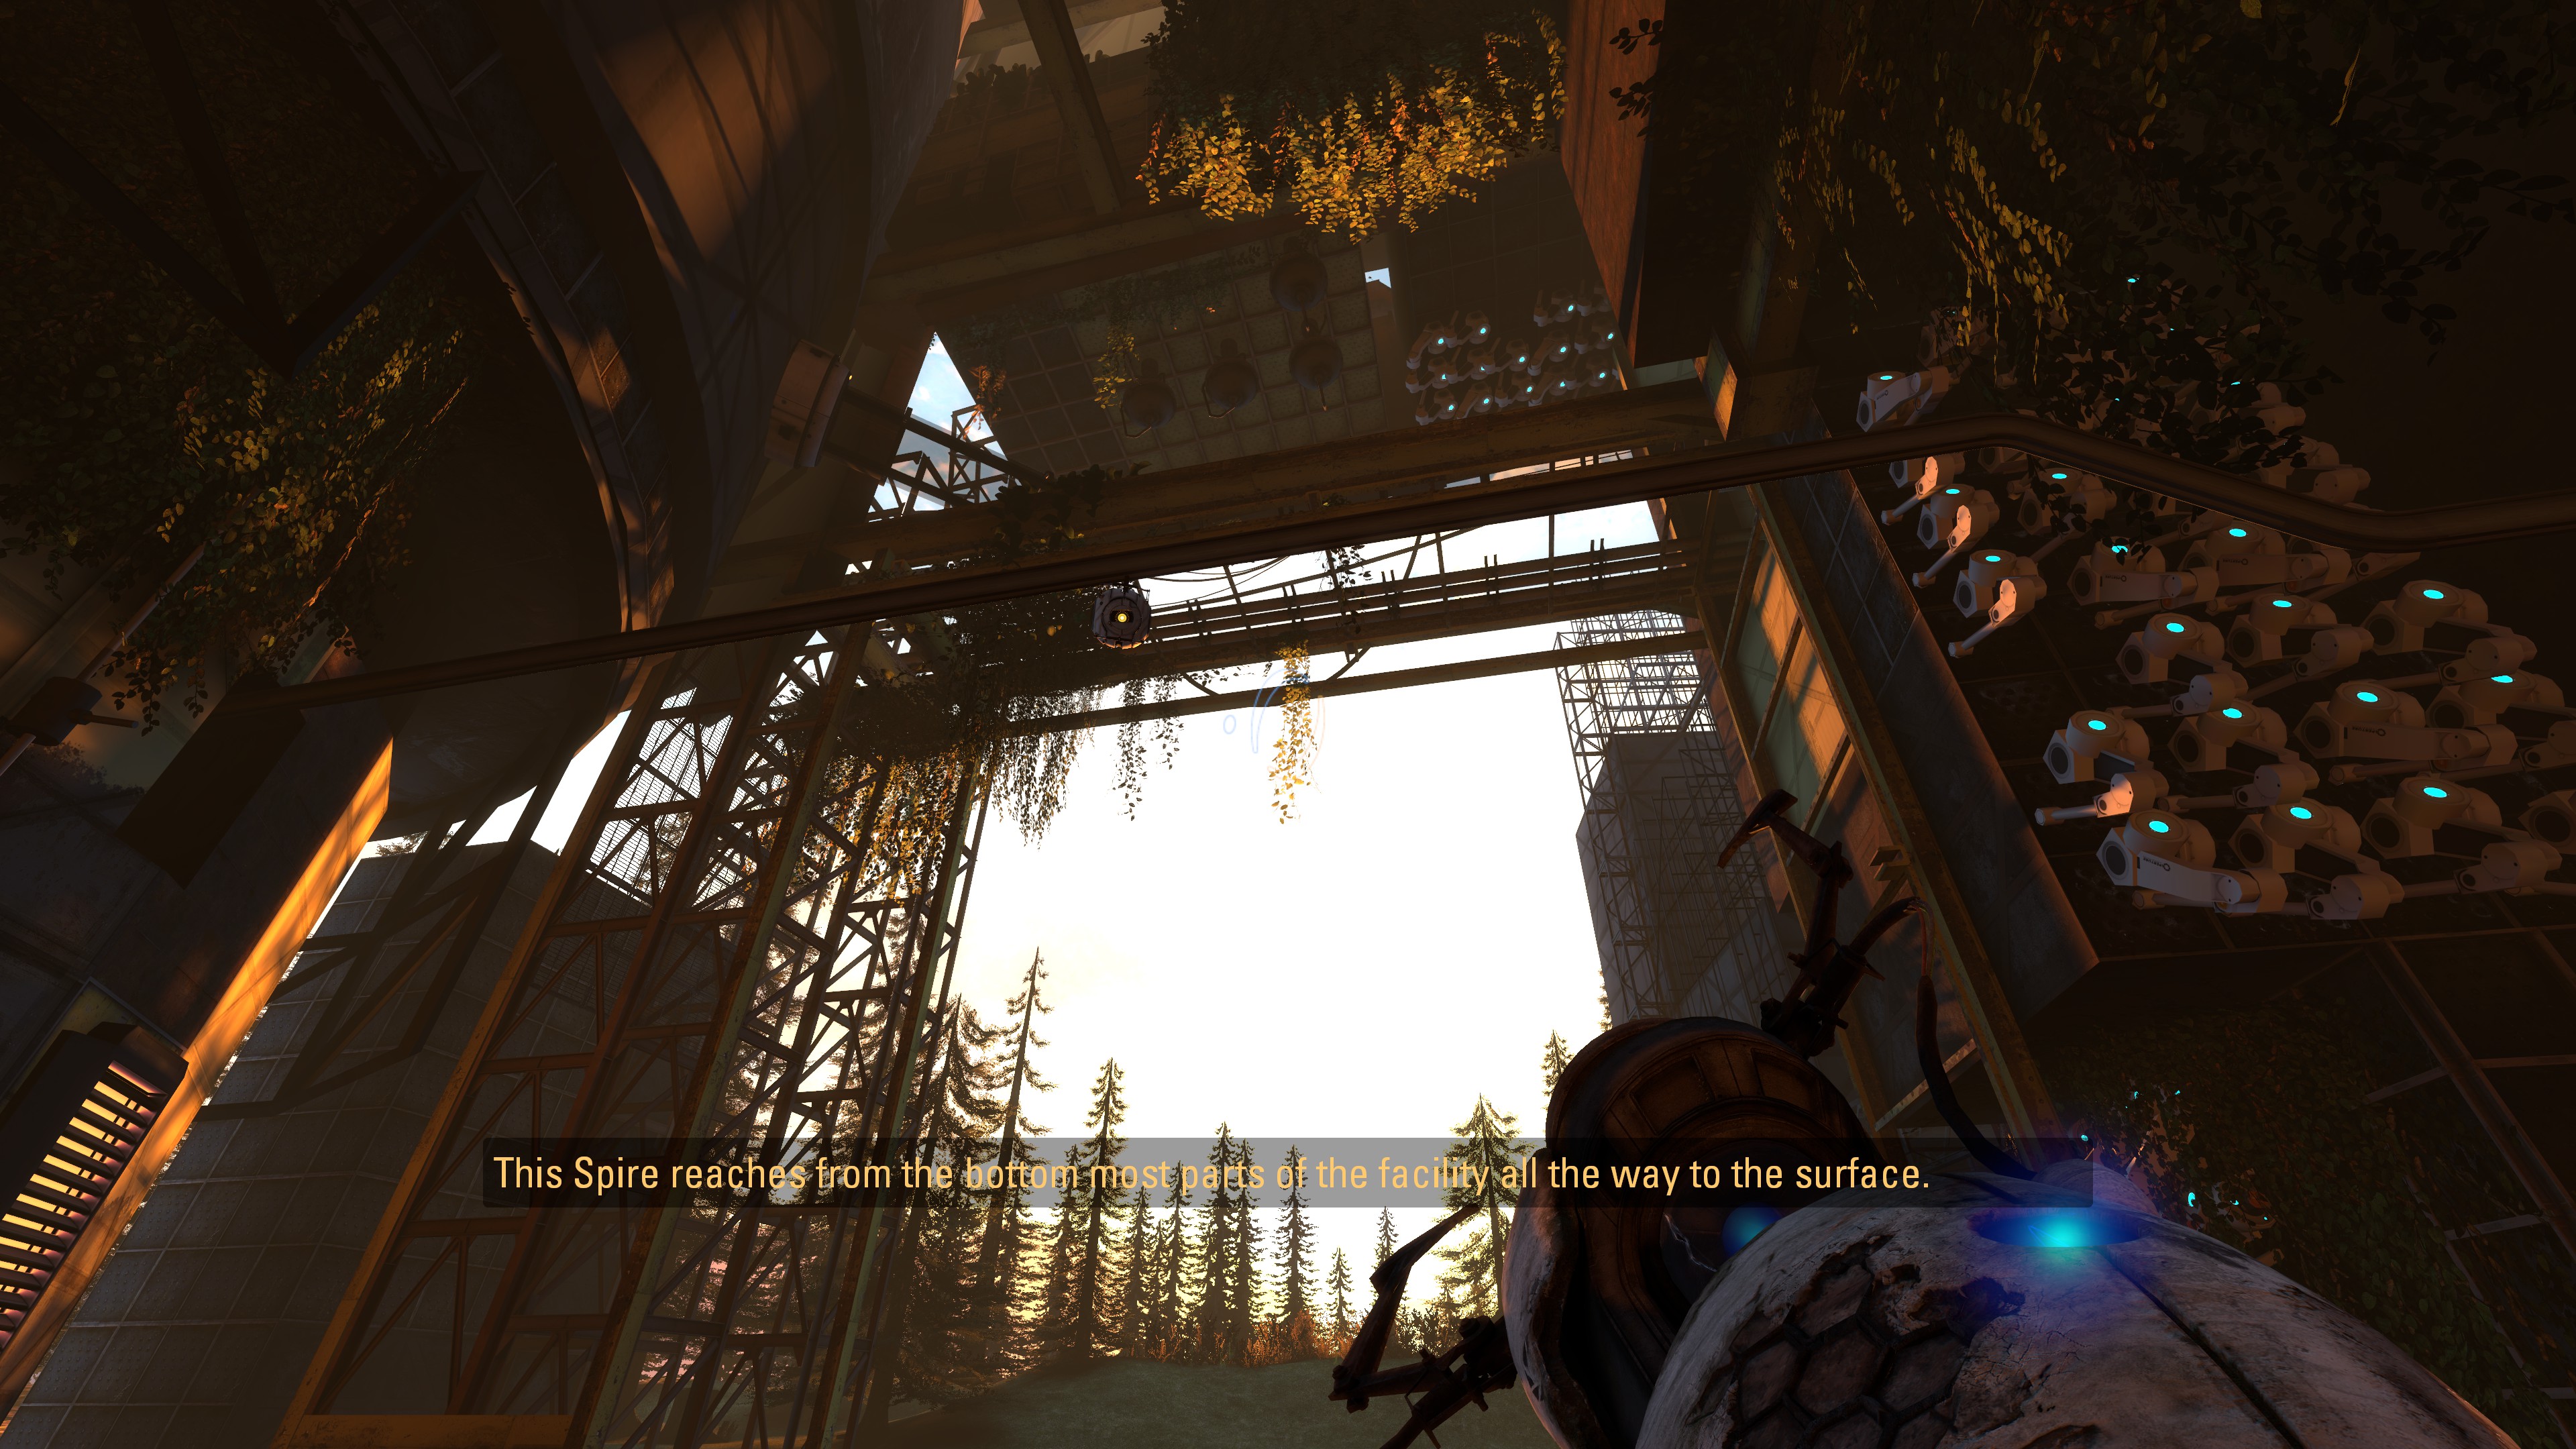 This Spire reaches from the bottom most parts of the facility all the way to the surface.